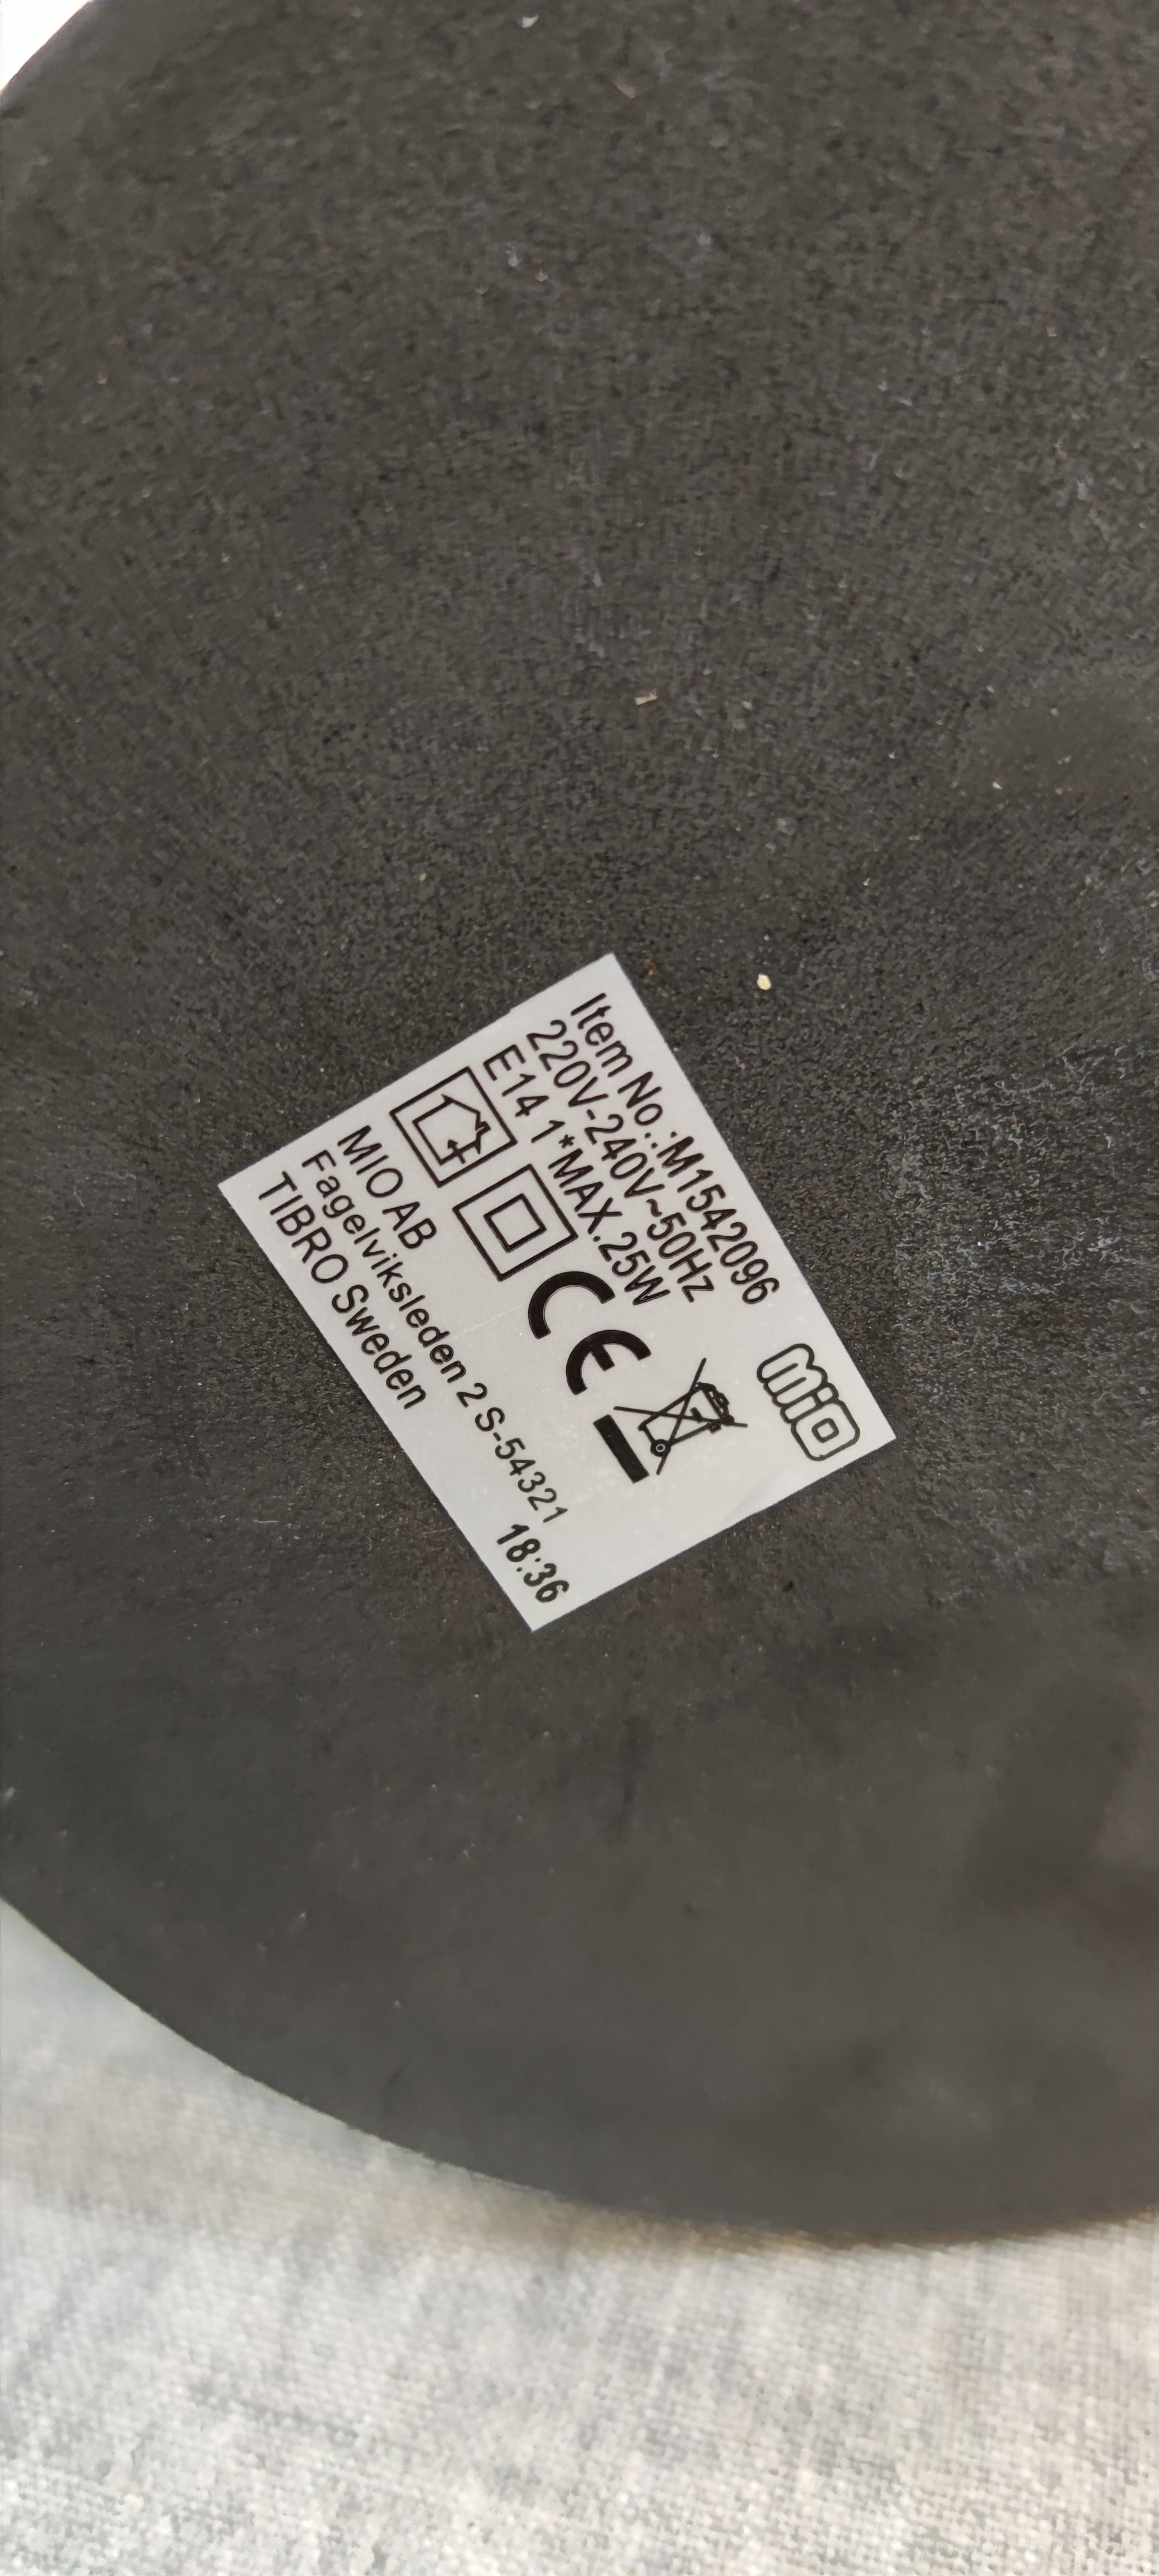 Item No.:M1542096
220V-240V~50Hz
E14 1*MAX.25W
MiO
CE
MIO AB
Fagelviksleden 2 S-54321
TIBRO Sweden
18:36